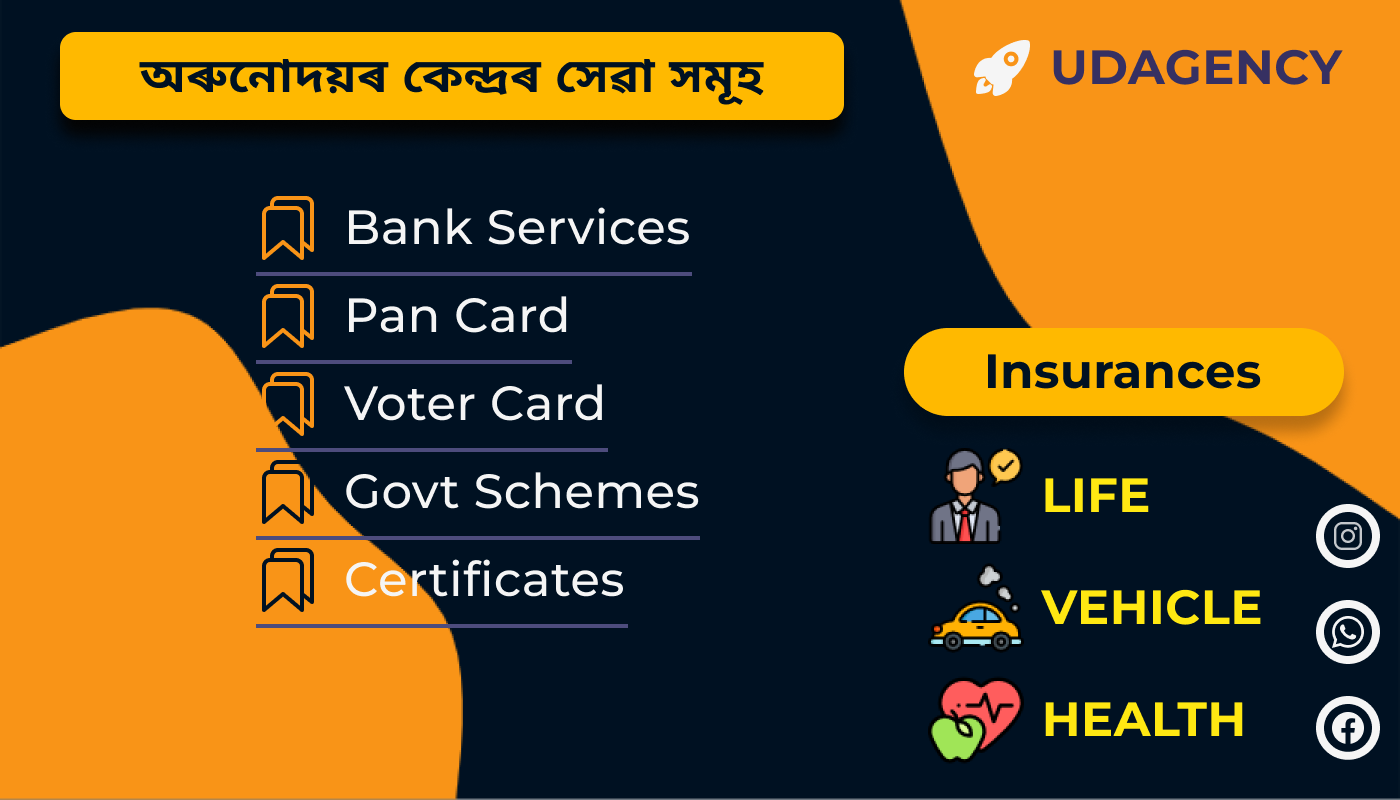 অৰুনোদয়ৰ কেন্দ্ৰৰ সেৱা সমূহ
UDAGENCY
Bank Services
Pan Card
Voter Card
Govt Schemes
Certificates
Insurances
LIFE
VEHICLE
HEALTH